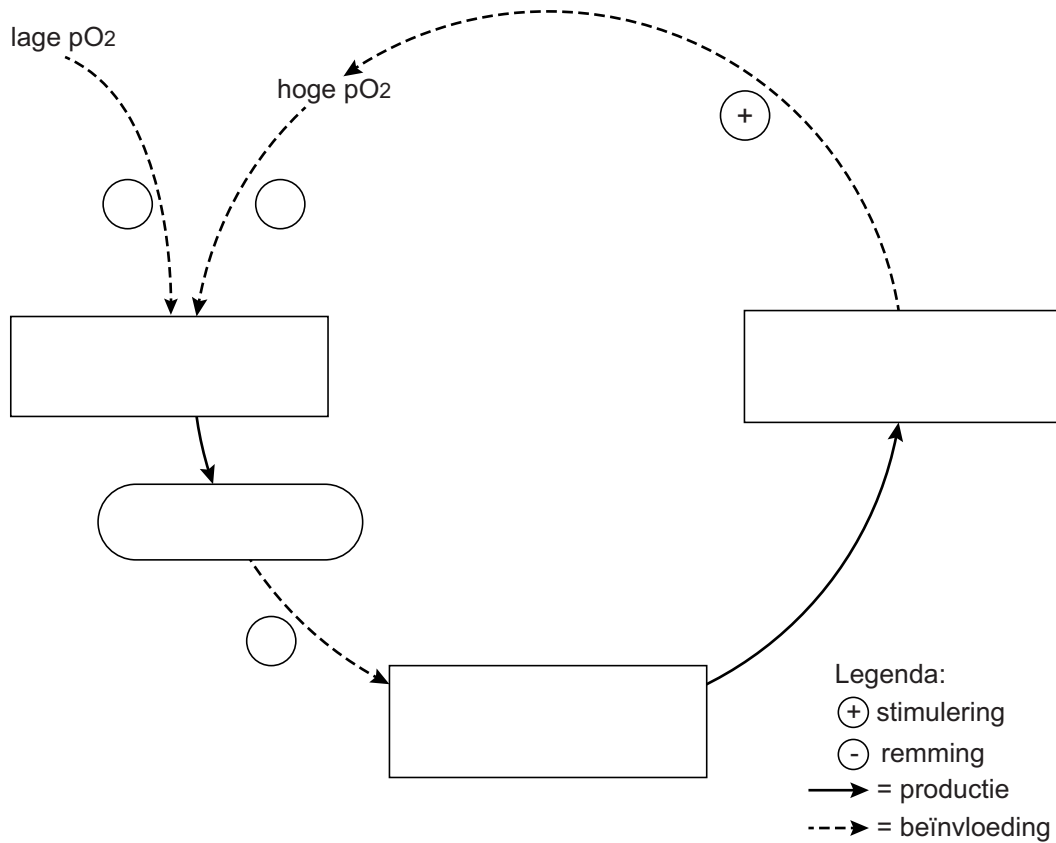 lage pO2
hoge pO2
+
Legenda:
+ stimulering
- remming
= productie
= beïnvloeding